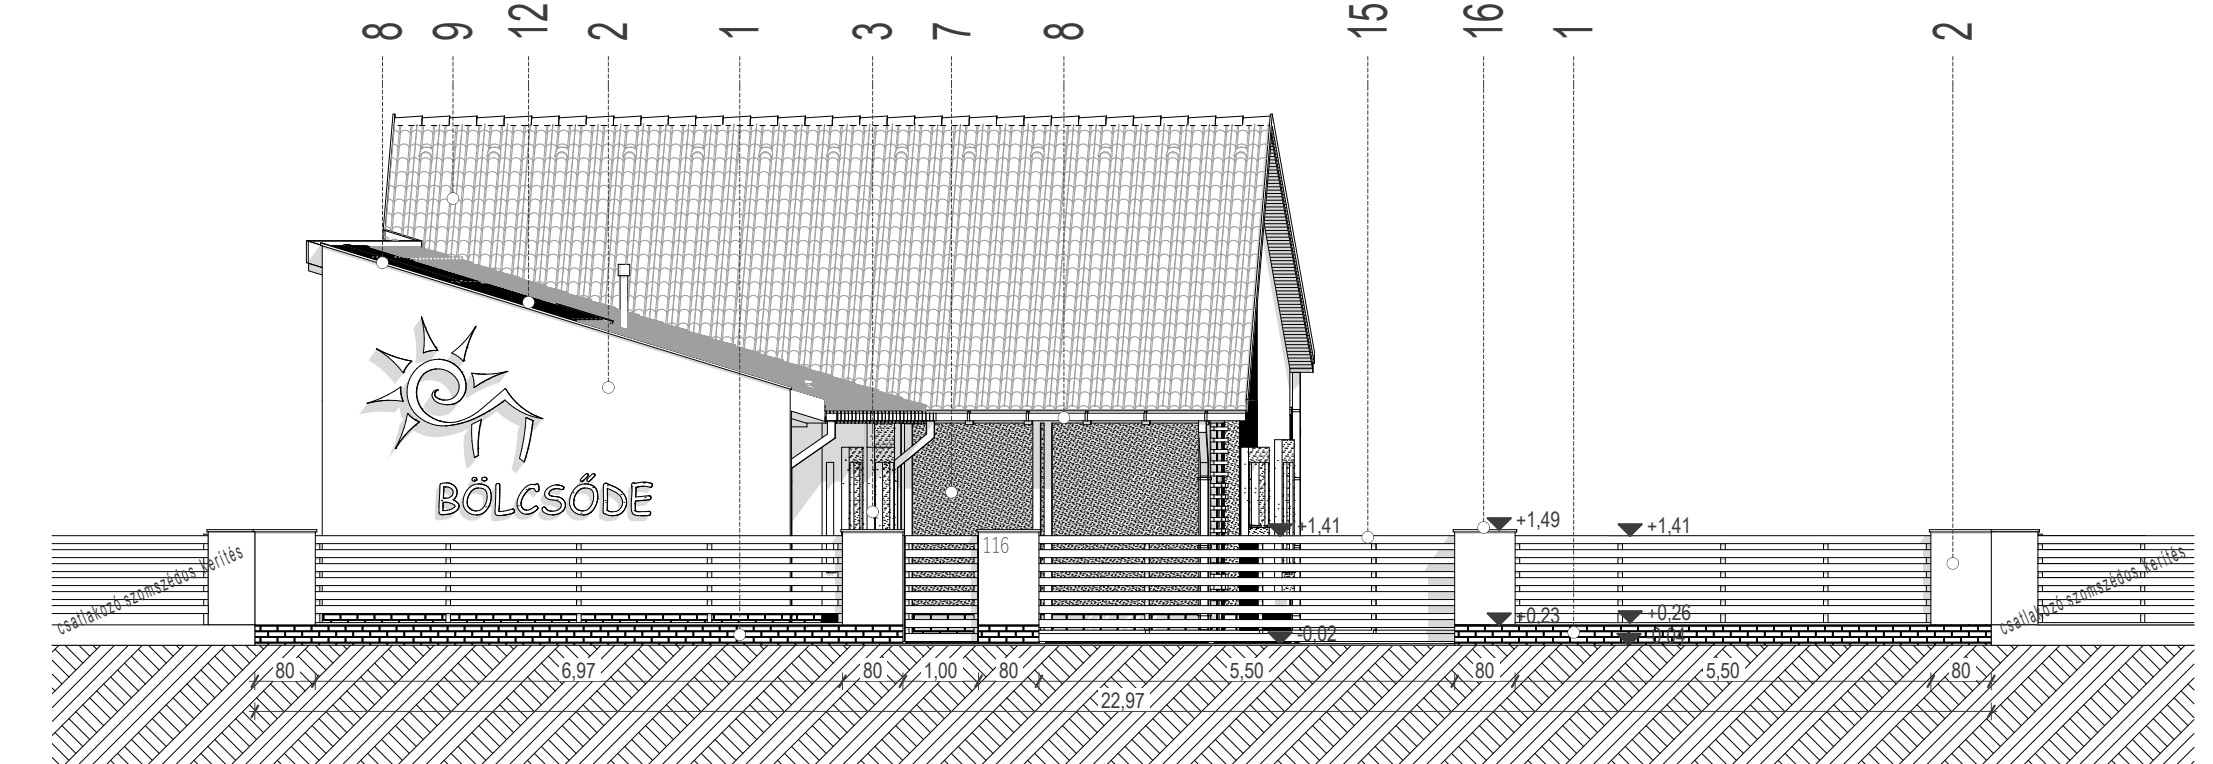 8 9 12 2 1 3 7 8 15 16 1 2
BÖLCSŐDE
+1,41 +1,49 +1,41
116
csatlakozó szomszédos kerítés csatlakozó szomszédos kerítés
+0,23 +0,26
-0,02 -0,04
80 6,97 80 1,00 80 5,50 80 5,50 80
22,97